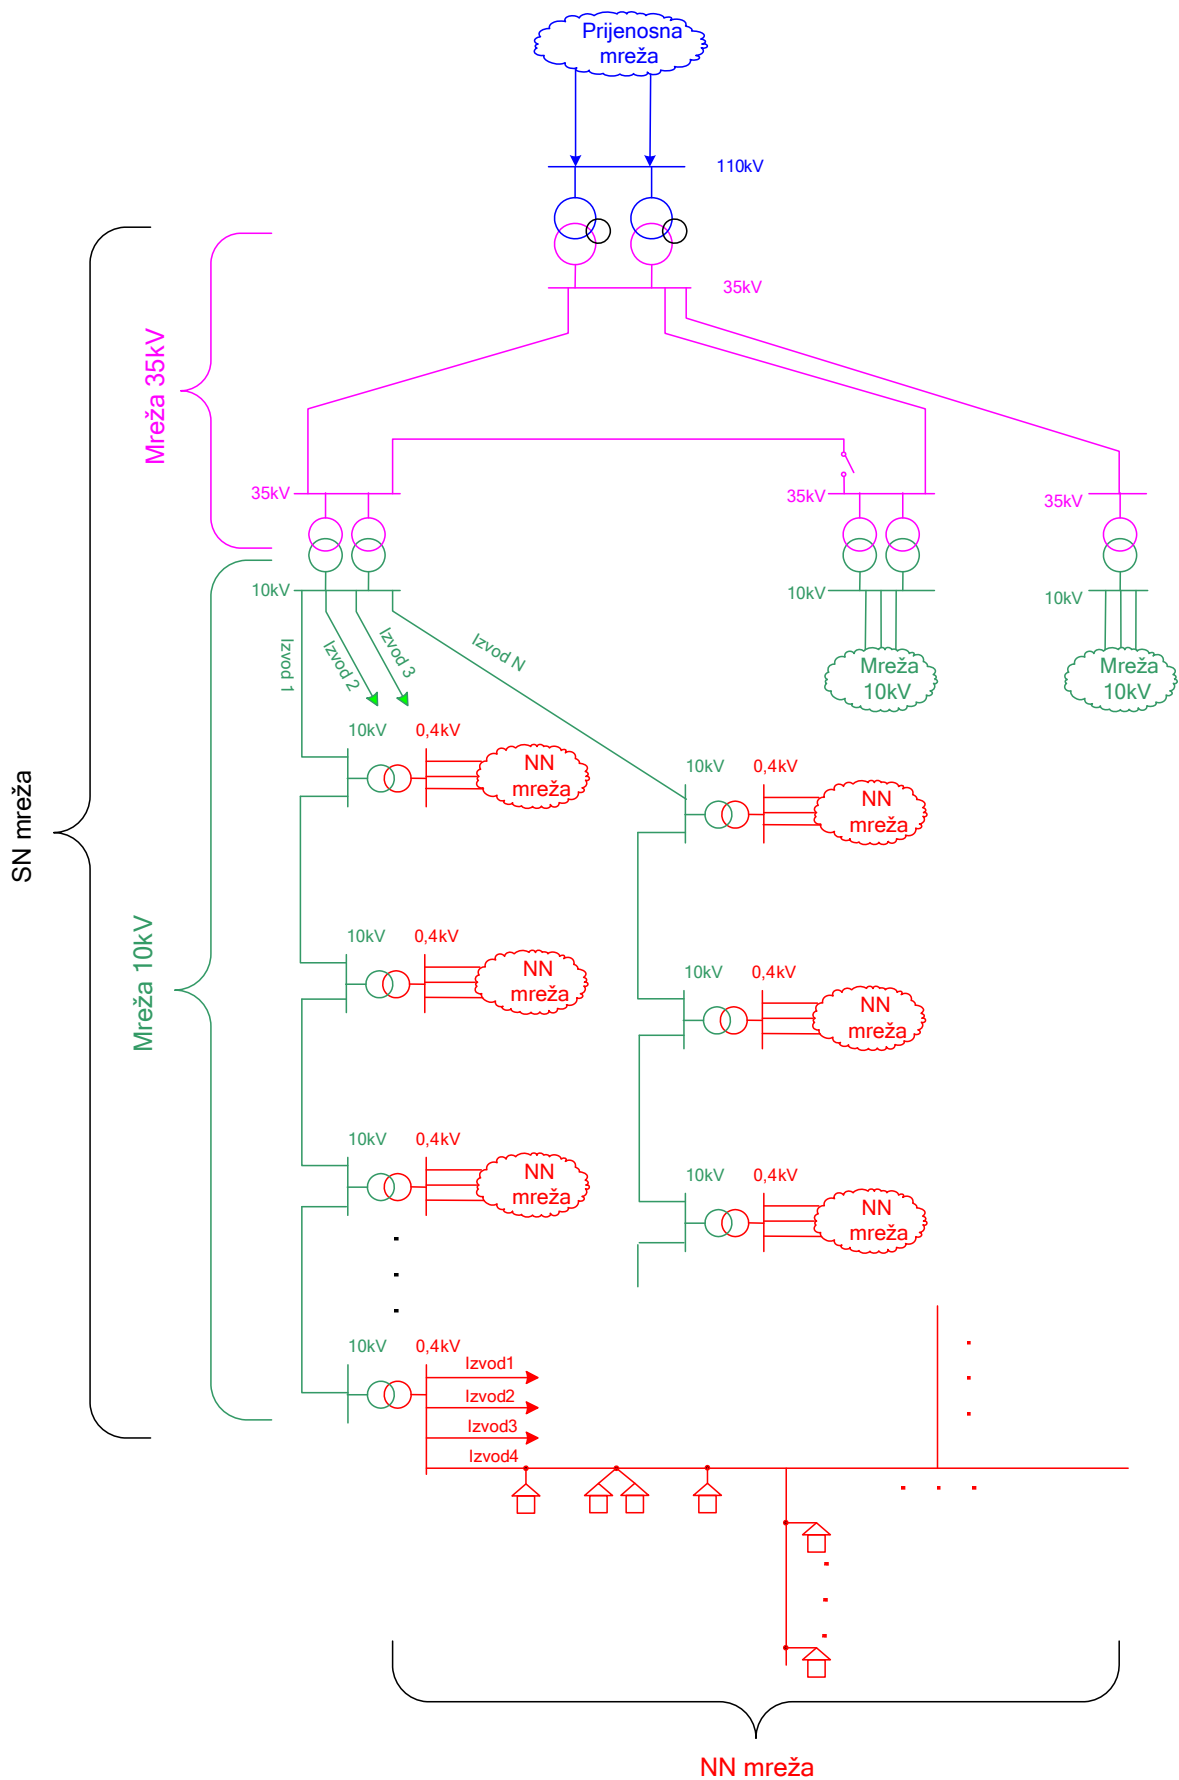 Prijenosna
mreža
110kV
35kV
Mreža 35kV
35kV
35kV
35kV
10kV
10kV
10kV
Izvod 1
Izvod 2
Izvod 3
Izvod N
Mreža
10kV
Mreža
10kV
SN mreža
Mreža 10kV
10kV
0,4kV
NN
mreža
10kV
0,4kV
NN
mreža
10kV
0,4kV
NN
mreža
10kV
0,4kV
NN
mreža
10kV
0,4kV
NN
mreža
10kV
0,4kV
NN
mreža
10kV
0,4kV
Izvod1
Izvod2
Izvod3
Izvod4
NN mreža